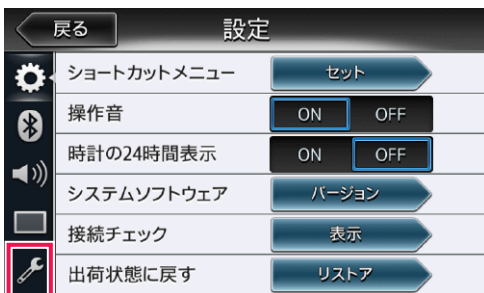 戻る 設定
ショートカットメニュー セット
操作音 ON OFF
時計の24時間表示 ON OFF
システムソフトウェア バージョン
接続チェック 表示
出荷状態に戻す リストア